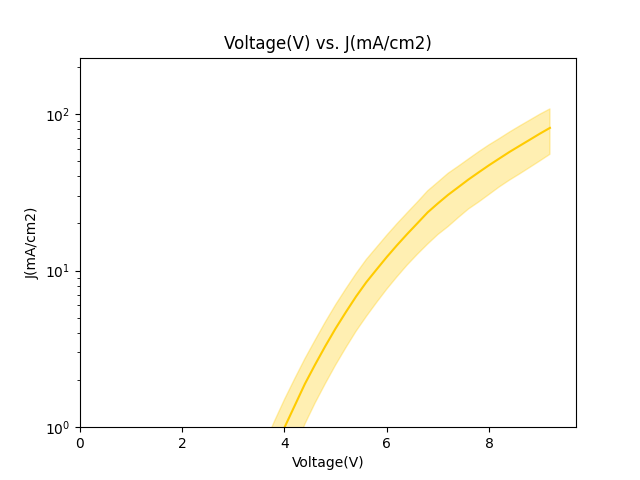 Voltage(V) vs. J(mA/cm2)
J(mA/cm2)
10²
10¹
10⁰
0 2 4 6 8
Voltage(V)